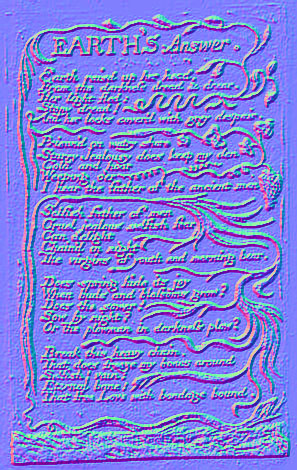 EARTH'S Answer.
Earth raisd up her head,
From the darkness dread & drear.
Her light fled:
Stony dread!
And her locks cover'd with grey despair.
Prison'd on watry shore
Starry Jealousy does keep my den
Cold and hoar
Weeping o'er
I hear the father of the ancient men
Selfish father of men
Cruel jealous selfish fear
Can delight
Chain'd in night
The virgins of youth and morning bear.
Does spring hide its joy
When buds and blossoms grow?
Does the sower?
Sow by night?
Or the plowman in darkness plow?
Break this heavy chain,
That does freeze my bones around
Selfish! vain!
Eternal bane!
That free Love with bondage bound.